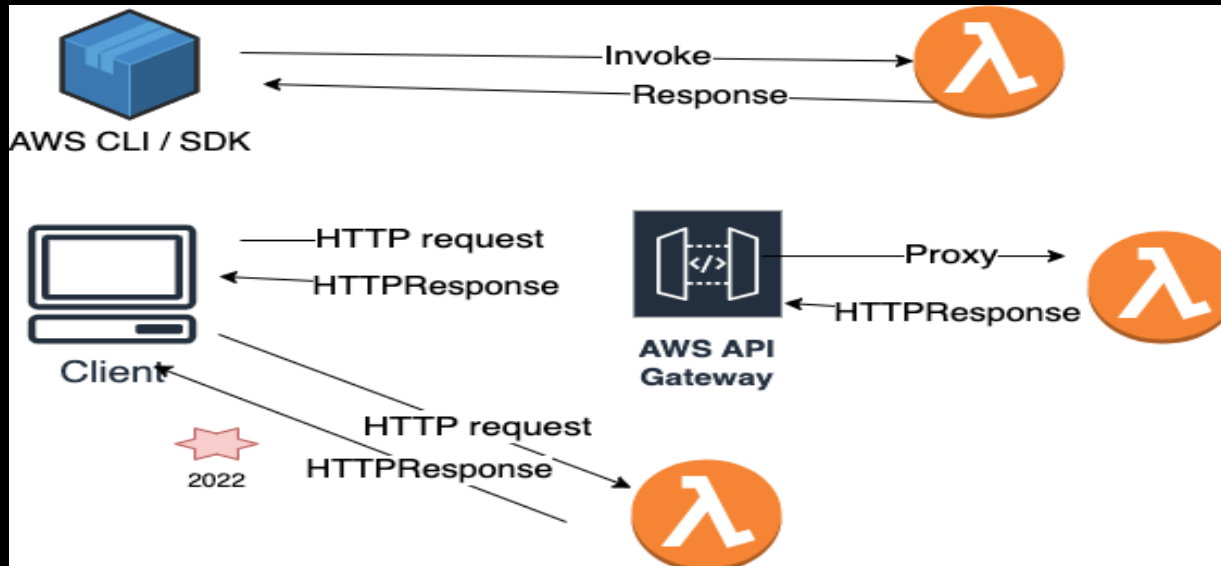 Invoke
Response
AWS CLI / SDK
HTTP request
HTTPResponse
</>
Proxy
HTTPResponse
AWS API
Gateway
Client
HTTP request
HTTPResponse
2022